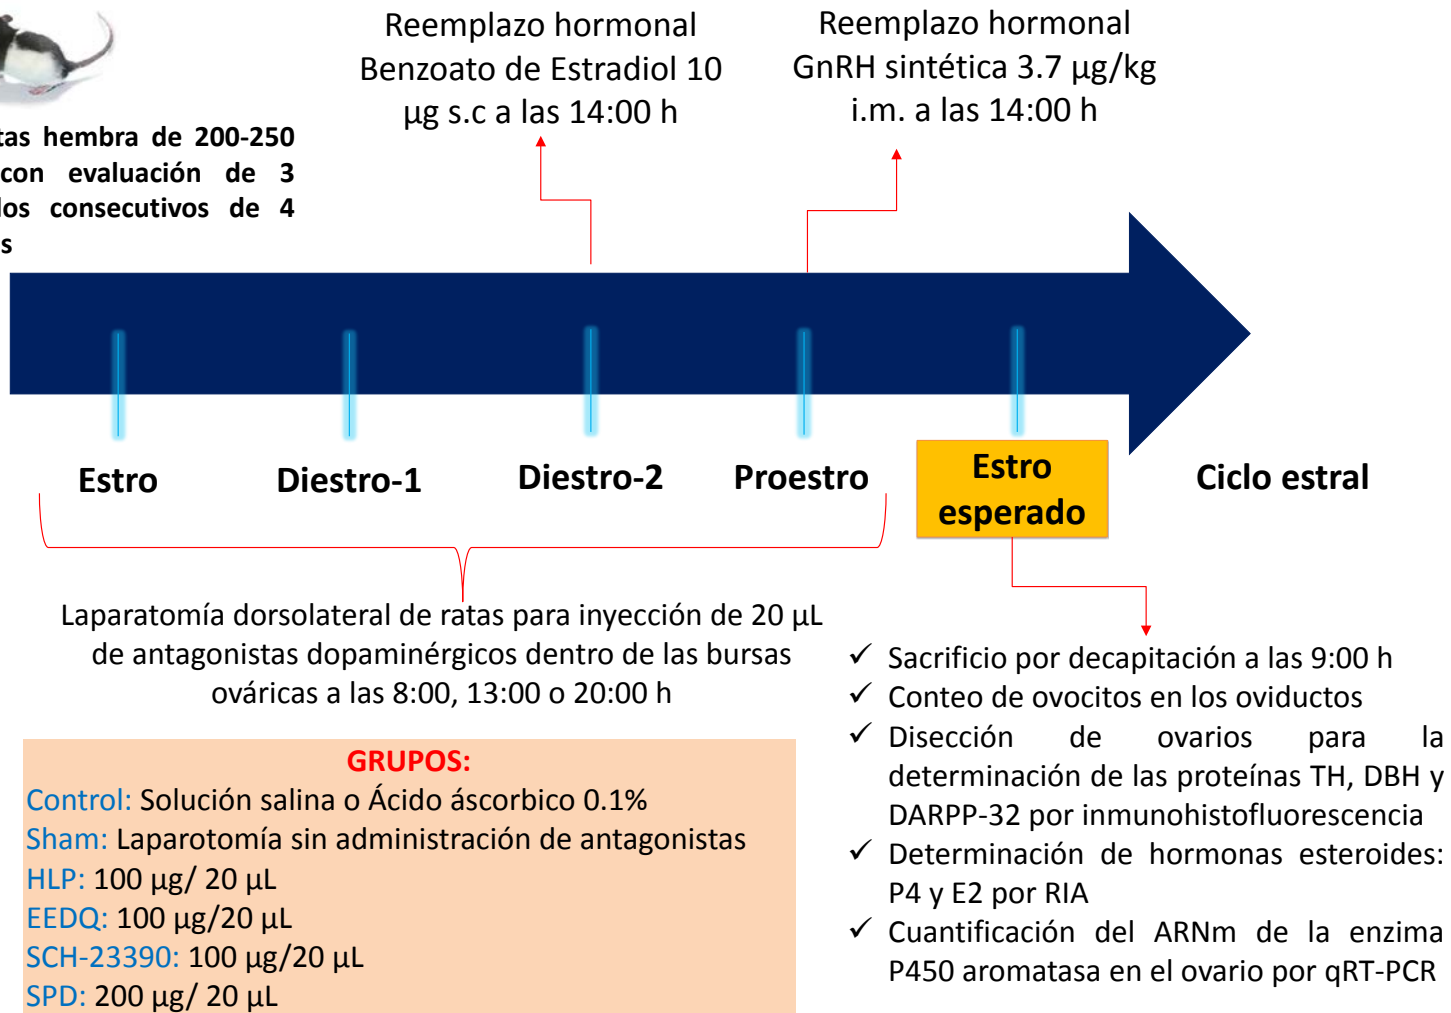 Reemplazo hormonal
Benzoato de Estradiol 10
µg s.c a las 14:00 h
Reemplazo hormonal
GnRH sintética 3.7 µg/kg
i.m. a las 14:00 h
hembra de 200-250
con evaluación de 3
consecutivos de 4
Estro
Diestro-1
Diestro-2
Proestro
Estro
esperado
Ciclo estral
Laparatomía dorsolateral de ratas para inyección de 20 µL
de antagonistas dopaminérgicos dentro de las bursas
ováricas a las 8:00, 13:00 o 20:00 h
GRUPOS:
Control: Solución salina o Ácido áscorbico 0.1%
Sham: Laparotomía sin administración de antagonistas
HLP: 100 µg/ 20 µL
EEDQ: 100 µg/20 µL
SCH-23390: 100 µg/20 µL
SPD: 200 µg/ 20 µL
✓ Sacrificio por decapitación a las 9:00 h
✓ Conteo de ovocitos en los oviductos
✓ Disección de ovarios para la
determinación de las proteínas TH, DBH y
DARPP-32 por inmunohistofluorescencia
✓ Determinación de hormonas esteroides:
P4 y E2 por RIA
✓ Cuantificación del ARNm de la enzima
P450 aromatasa en el ovario por qRT-PCR